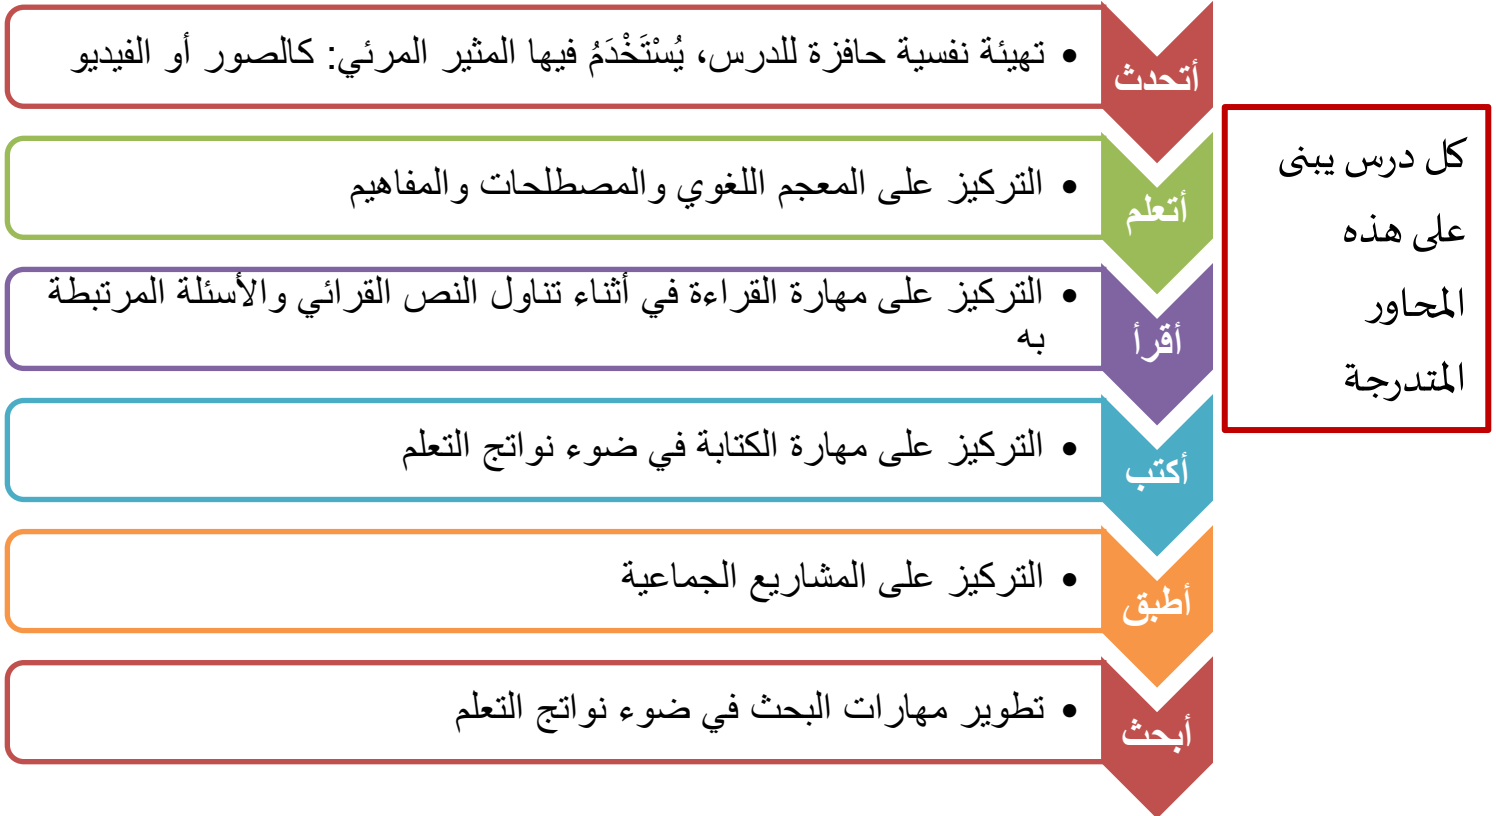 كل درس يبنى
على هذه
المحاور
المتدرجة
أتحدث
• تهيئة نفسية حافزة للدرس، يُسْتَخْدَمُ فيها المثير المرئي: كالصور أو الفيديو
أتعلم
• التركيز على المعجم اللغوي والمصطلحات والمفاهيم
أقرأ
• التركيز على مهارة القراءة في أثناء تناول النص القرائي والأسئلة المرتبطة
به
أكتب
• التركيز على مهارة الكتابة في ضوء نواتج التعلم
أطبق
• التركيز على المشاريع الجماعية
أبحث
• تطوير مهارات البحث في ضوء نواتج التعلم